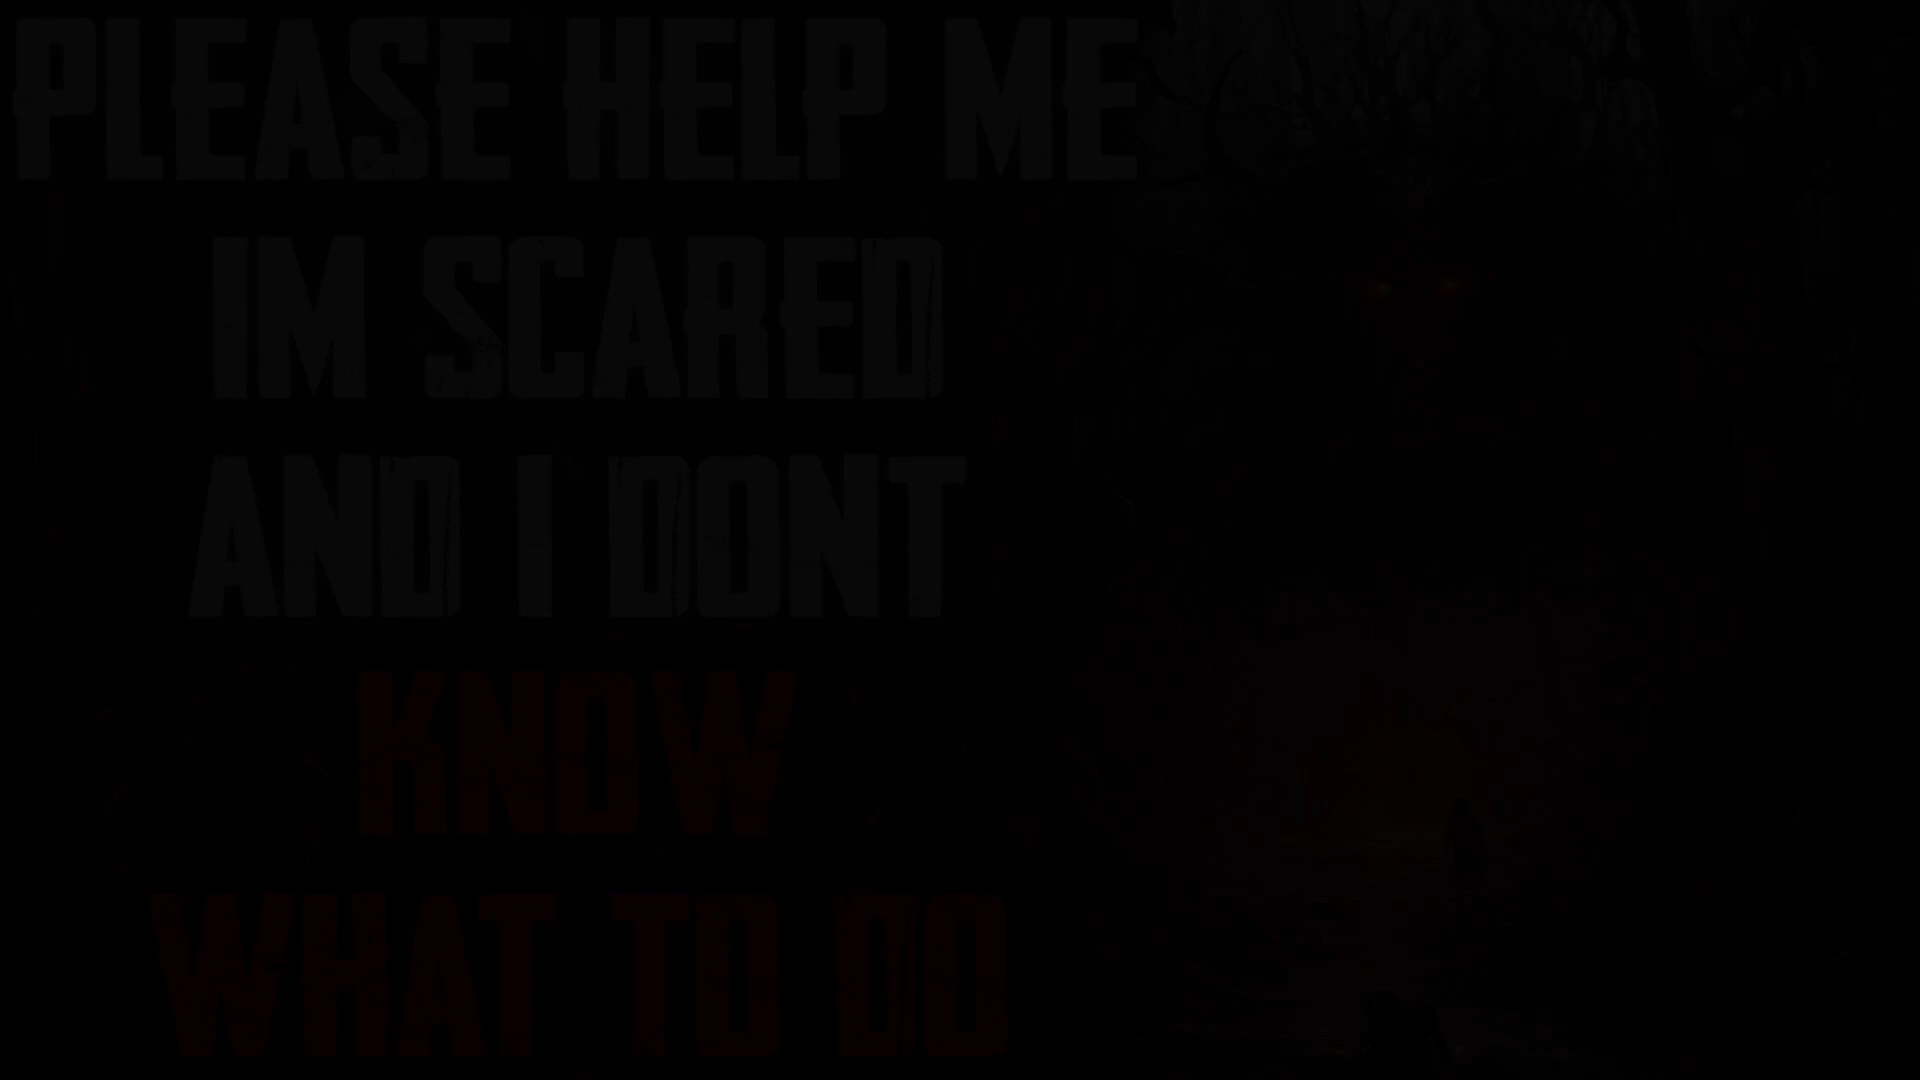 PLEASE HELP ME
IM SCARED
AND I DONT
KNOW
WHAT TO DO